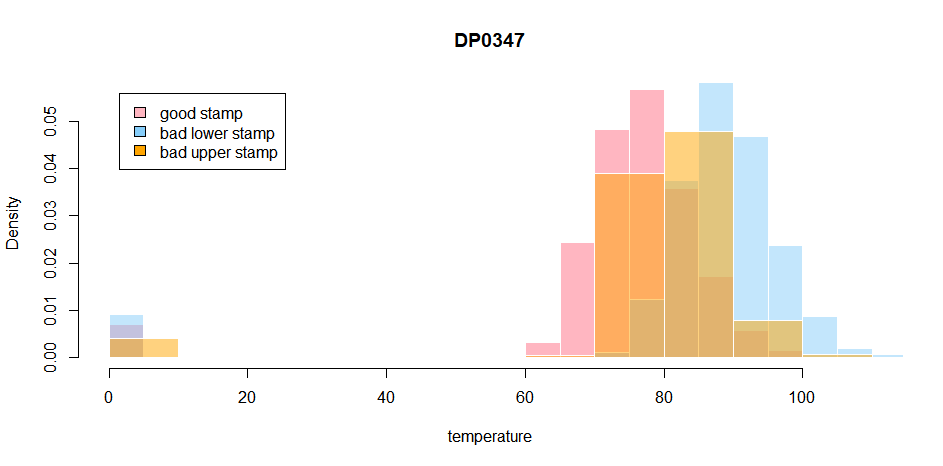 DP0347
good stamp
bad lower stamp
bad upper stamp
Density
0.05
0.04
0.03
0.02
0.01
0.00
0 20 40 60 80 100
temperature